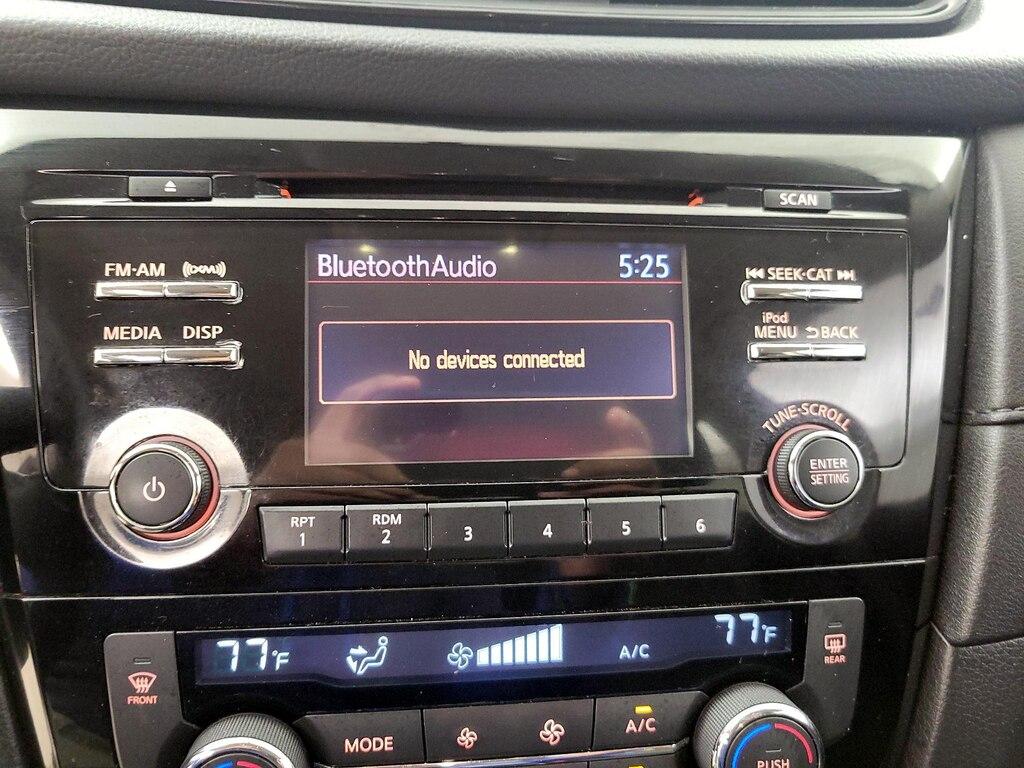 SCAN
FM·AM ((XM))
BluetoothAudio 5:25
SEEK·CAT
MEDIA DISP
iPod
MENU BACK
No devices connected
TUNE·SCROLL
ENTER
SETTING
RPT
1
RDM
2
3
4
5
6
77°F A/C 77°F
FRONT
REAR
MODE
A/C
PUSH